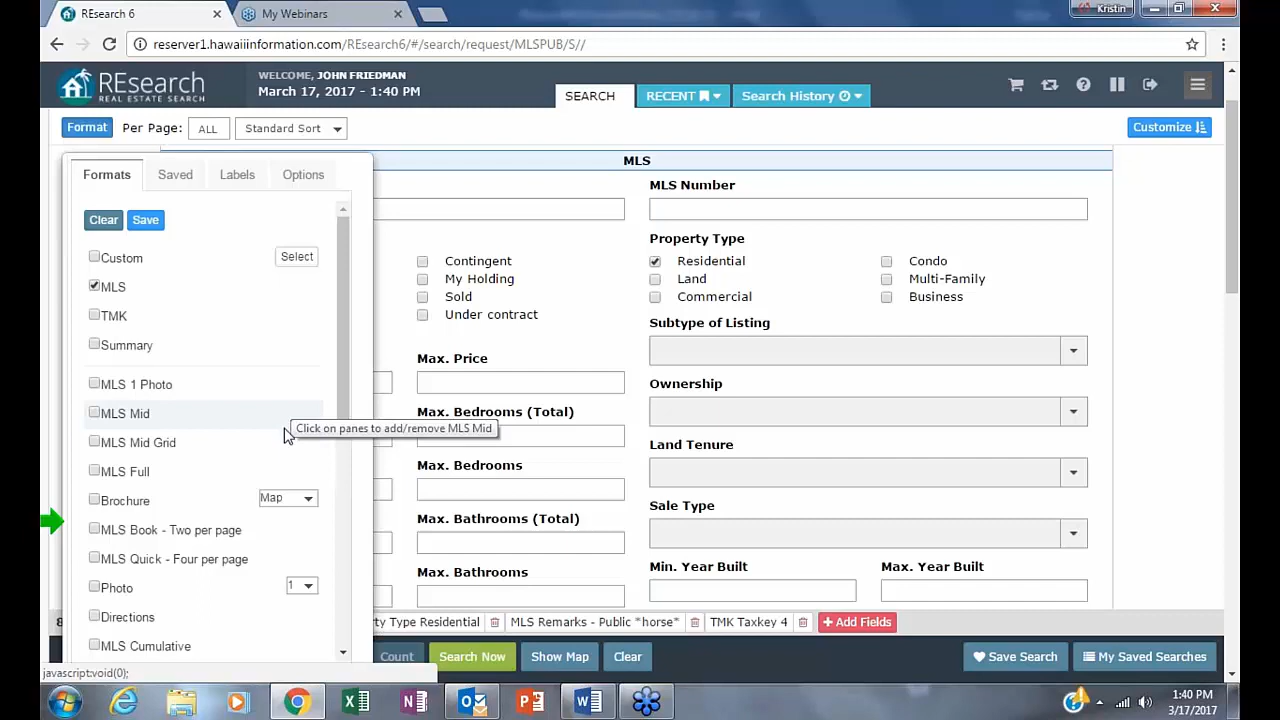 REsearch 6
My Webinars
Kristin
reserver1.hawaiiinformation.com/REsearch6/#/search/request/MLSPUB/S//
REsearch
REAL ESTATE SEARCH
WELCOME, JOHN FRIEDMAN
March 17, 2017 - 1:40 PM
SEARCH
RECENT
Search History
Format
Per Page:
ALL
Standard Sort
Customize
Formats
Saved
Labels
Options
Clear
Save
Custom
Select
MLS
TMK
Summary
MLS 1 Photo
MLS Mid
MLS Mid Grid
MLS Full
Brochure
Map
MLS Book - Two per page
MLS Quick - Four per page
Photo
1
Directions
MLS Cumulative
Click on panes to add/remove MLS Mid
MLS
MLS Number
Property Type
Contingent
My Holding
Sold
Under contract
Residential
Land
Commercial
Condo
Multi-Family
Business
Subtype of Listing
Max. Price
Ownership
Max. Bedrooms (Total)
Land Tenure
Max. Bedrooms
Sale Type
Max. Bathrooms (Total)
Max. Bathrooms
Min. Year Built
Max. Year Built
rty Type Residential
MLS Remarks - Public *horse*
TMK Taxkey 4
+ Add Fields
Count
Search Now
Show Map
Clear
Save Search
My Saved Searches
javascript:void(0);
1:40 PM
3/17/2017